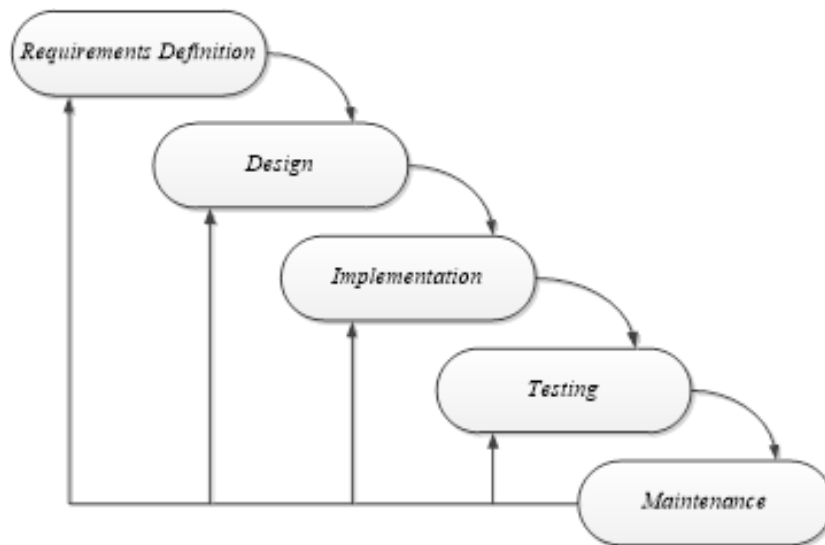 Requirements Definition
Design
Implementation
Testing
Maintenance